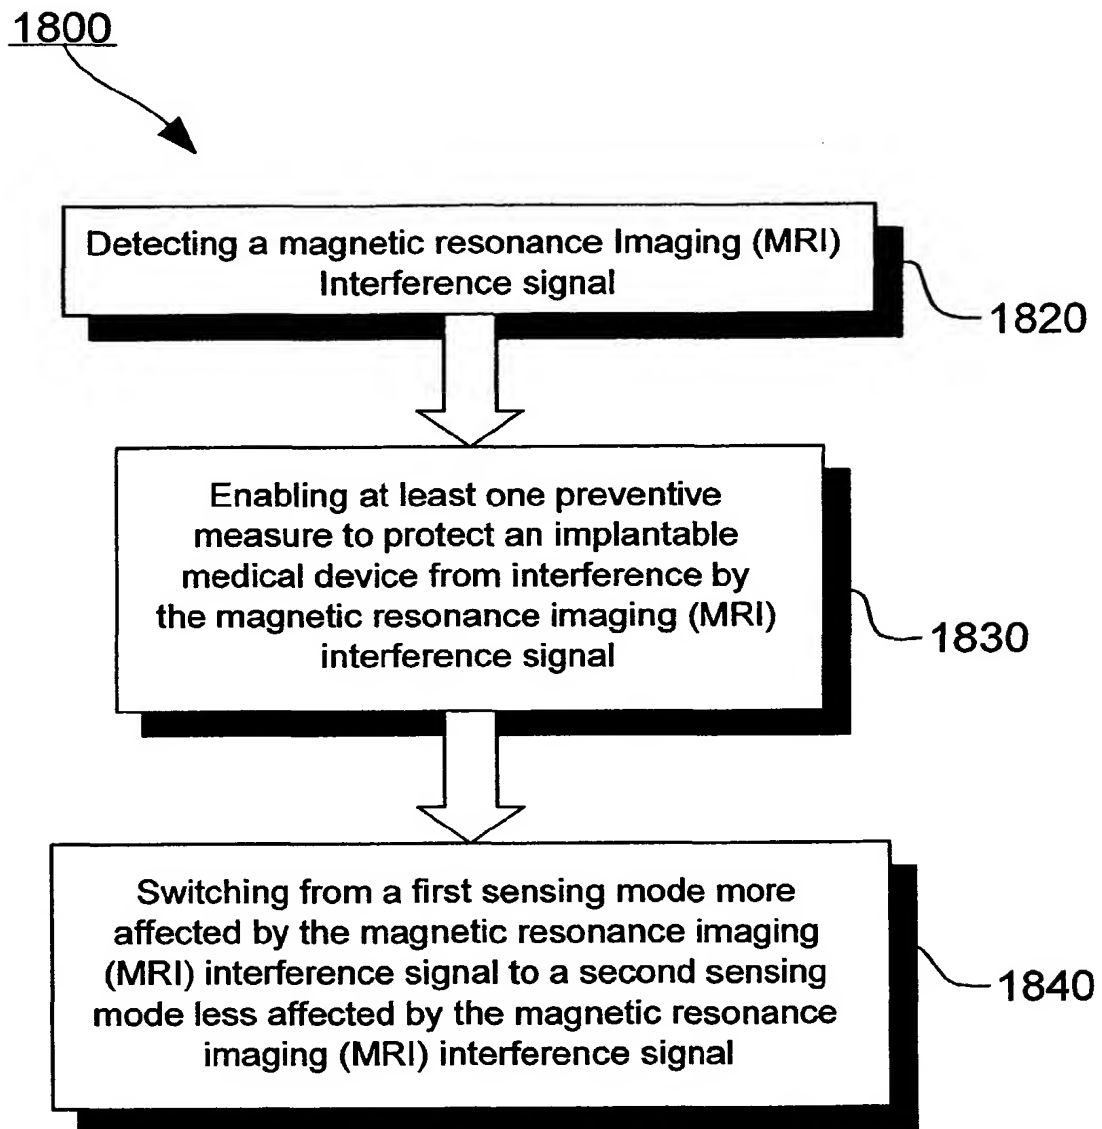 1800
Detecting a magnetic resonance Imaging (MRI)
Interference signal
1820
Enabling at least one preventive
measure to protect an implantable
medical device from interference by
the magnetic resonance imaging (MRI)
interference signal
1830
Switching from a first sensing mode more
affected by the magnetic resonance imaging
(MRI) interference signal to a second sensing
mode less affected by the magnetic resonance
imaging (MRI) interference signal
1840